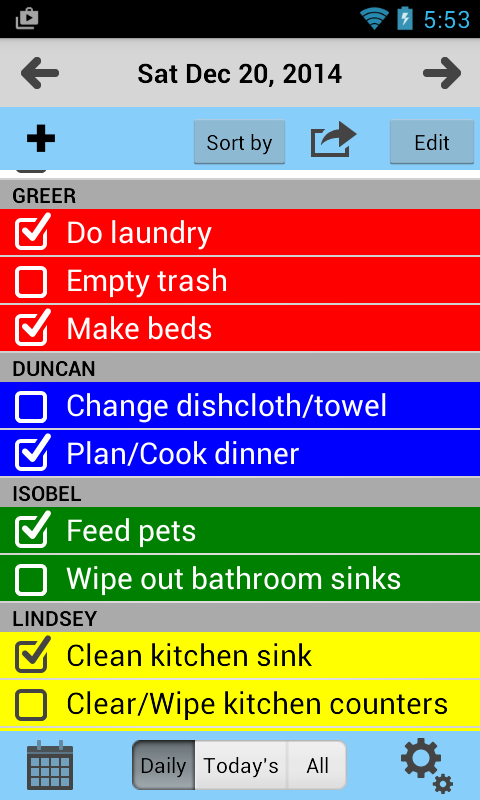 5:53
Sat Dec 20, 2014
Sort by
Edit
GREER
Do laundry
Empty trash
Make beds
DUNCAN
Change dishcloth/towel
Plan/Cook dinner
ISOBEL
Feed pets
Wipe out bathroom sinks
LINDSEY
Clean kitchen sink
Clear/Wipe kitchen counters
Daily Today's All